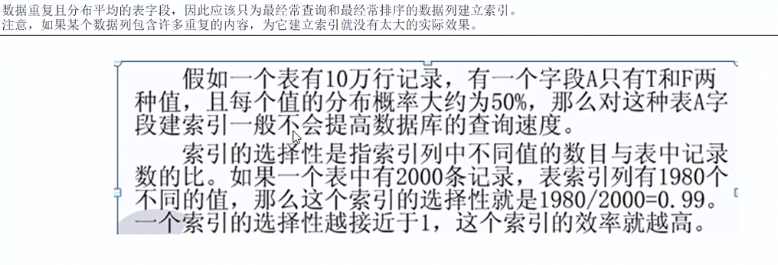 数据重复且分布平均的表字段，因此应该只为最经常查询和最经常排序的数据列建立索引。
注意，如果某个数据列包含许多重复的内容，为它建立索引就没有太大的实际效果。
假如一个表有10万行记录，有一个字段A只有T和F两
种值，且每个值的分布概率大约为50%，那么对这种表A字
段建索引一般不会提高数据库的查询速度。
索引的选择性是指索引列中不同值的数目与表中记录
数的比。如果一个表中有2000条记录，表索引列有1980个
不同的值，那么这个索引的选择性就是1980/2000=0.99。
一个索引的选择性越接近于1，这个索引的效率就越高。